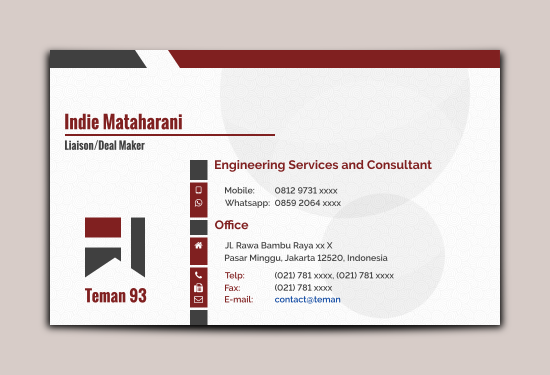 Indie Mataharani
Liaison/Deal Maker
Engineering Services and Consultant
Mobile: 0812 9731 xxxx
Whatsapp: 0859 2064 xxxx
Office
Jl. Rawa Bambu Raya xx X
Pasar Minggu, Jakarta 12520, Indonesia
Telp: (021) 781 xxxx, (021) 781 xxxx
Fax: (021) 781 xxxx
E-mail: contact@teman
Teman 93